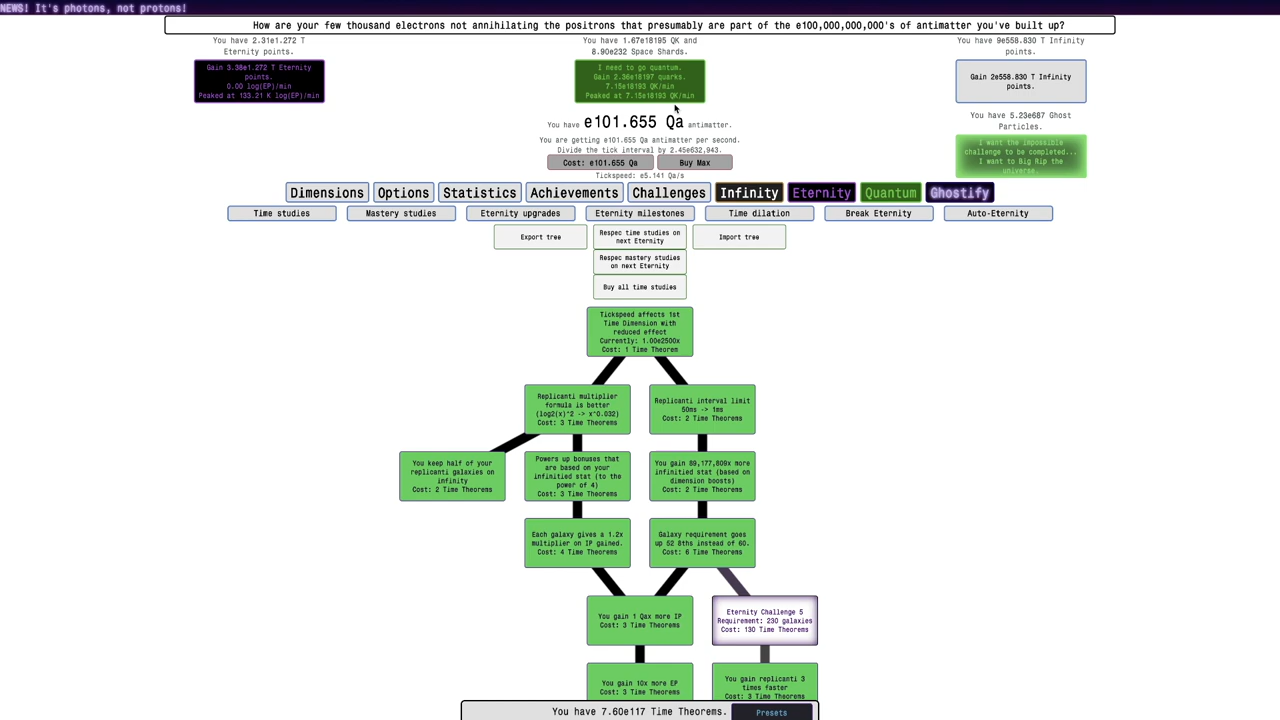 NEWS! It's photons, not protons!
How are your few thousand electrons not annihilating the positrons that presumably are part of the e100,000,000,000's of antimatter you've built up?
You have 2.31e1.272 T
Eternity points.
Gain 3.38e1.272 T Eternity
points.
0.00 log(EP)/min
Peaked at 133.21 K log(EP)/min
You have 1.67e18195 QK and
8.90e232 Space Shards.
I need to go quantum.
Gain 2.36e18197 quarks.
7.15e18193 QK/min
Peaked at 7.15e18193 QK/min
You have 9e558.830 T Infinity
points.
Gain 2e558.830 T Infinity
points.
You have 5.23e687 Ghost
Particles.
I want the impossible
challenge to be completed...
I want to Big Rip the
universe.
You have e101.655 Qa antimatter.
You are getting e101.655 Qa antimatter per second.
Divide the tick interval by 2.45e632,943.
Cost: e101.655 Qa
Buy Max
Tickspeed: e5.141 Qa/s
Dimensions
Options
Statistics
Achievements
Challenges
Infinity
Eternity
Quantum
Ghostify
Time studies
Mastery studies
Eternity upgrades
Eternity milestones
Time dilation
Break Eternity
Auto-Eternity
Export tree
Respec time studies on
next Eternity
Import tree
Respec mastery studies
on next Eternity
Buy all time studies
Tickspeed affects 1st
Time Dimension with
reduced effect
Currently: 1.00e2500x
Cost: 1 Time Theorem
Replicanti multiplier
formula is better
(log2(x)^2 -> x^0.032)
Cost: 3 Time Theorems
Replicanti interval limit
50ms -> 1ms
Cost: 2 Time Theorems
You keep half of your
replicanti galaxies on
infinity
Cost: 2 Time Theorems
Powers up bonuses that
are based on your
infinitied stat (to the
power of 4)
Cost: 3 Time Theorems
You gain 89,177,809x more
infinitied stat (based on
dimension boosts)
Cost: 2 Time Theorems
Each galaxy gives a 1.2x
multiplier on IP gained.
Cost: 4 Time Theorems
Galaxy requirement goes
up 52 8ths instead of 60.
Cost: 6 Time Theorems
You gain 1 Qax more IP
Cost: 3 Time Theorems
Eternity Challenge 5
Requirement: 230 galaxies
Cost: 130 Time Theorems
You gain 10x more EP
Cost: 3 Time Theorems
You gain replicanti 3
times faster
Cost: 3 Time Theorems
You have 7.60e117 Time Theorems.
Presets